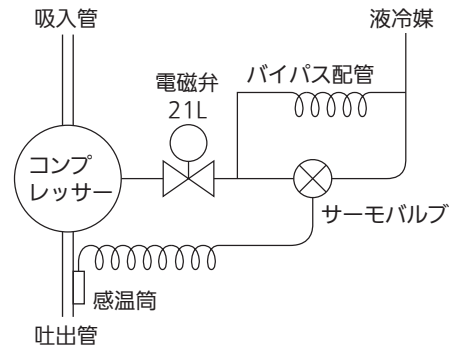 吸入管
液冷媒
電磁弁
21L
バイパス配管
コンプ
レッサー
サーモバルブ
感温筒
吐出管